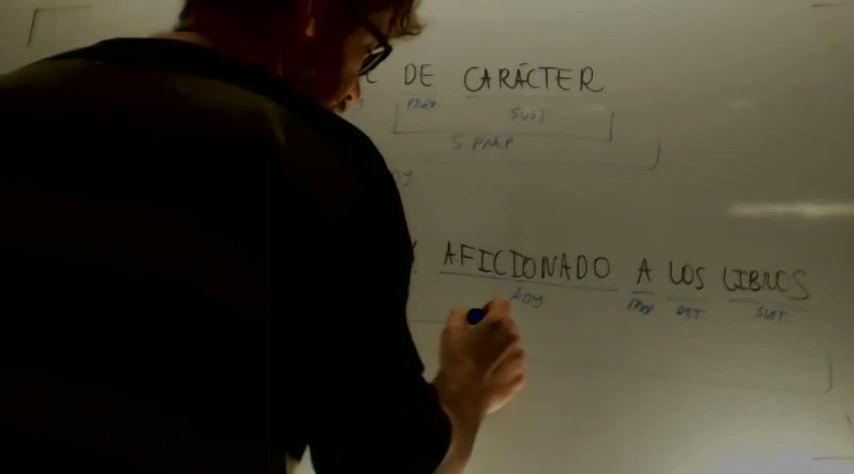 DE CARÁCTER
PREP SUST
S PREP
AFICIONADO A LOS LIBROS
ADJ PREP DET SUST